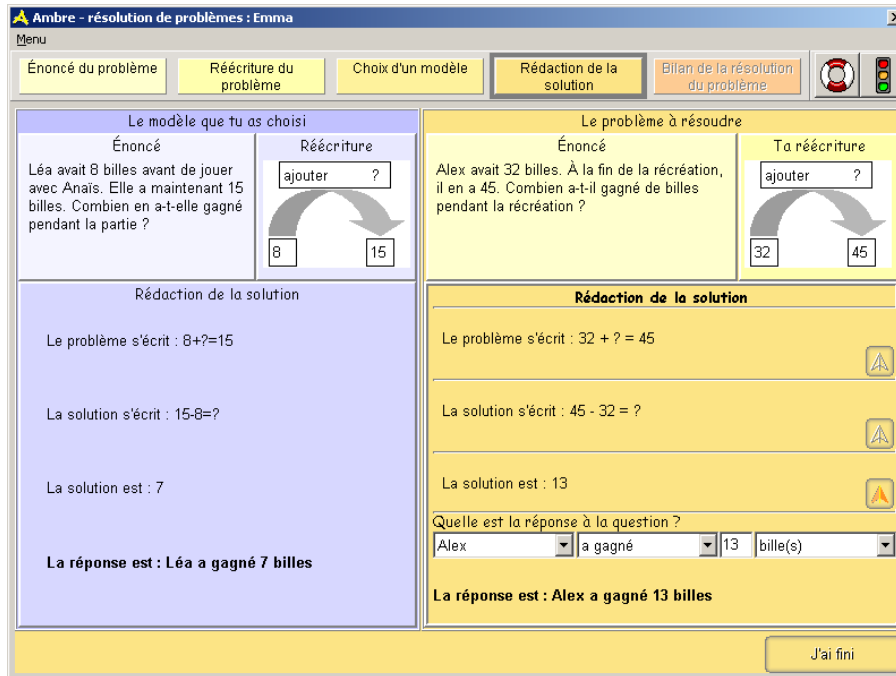 Ambre - résolution de problèmes : Emma
Menu
Énoncé du problème
Réécriture du
problème
Choix d'un modèle
Rédaction de la
solution
Bilan de la résolution
du problème
Le modèle que tu as choisi
Énoncé
Léa avait 8 billes avant de jouer
avec Anaïs. Elle a maintenant 15
billes. Combien en a-t-elle gagné
pendant la partie ?
Réécriture
ajouter ?
8 15
Rédaction de la solution
Le problème s'écrit : 8+?=15
La solution s'écrit : 15-8=?
La solution est : 7
La réponse est : Léa a gagné 7 billes
Le problème à résoudre
Énoncé
Alex avait 32 billes. À la fin de la récréation,
il en a 45. Combien a-t-il gagné de billes
pendant la récréation ?
Ta réécriture
ajouter ?
32 45
Rédaction de la solution
Le problème s'écrit : 32 + ? = 45
La solution s'écrit : 45 - 32 = ?
La solution est : 13
Quelle est la réponse à la question ?
Alex a gagné 13 bille(s)
La réponse est : Alex a gagné 13 billes
J'ai fini